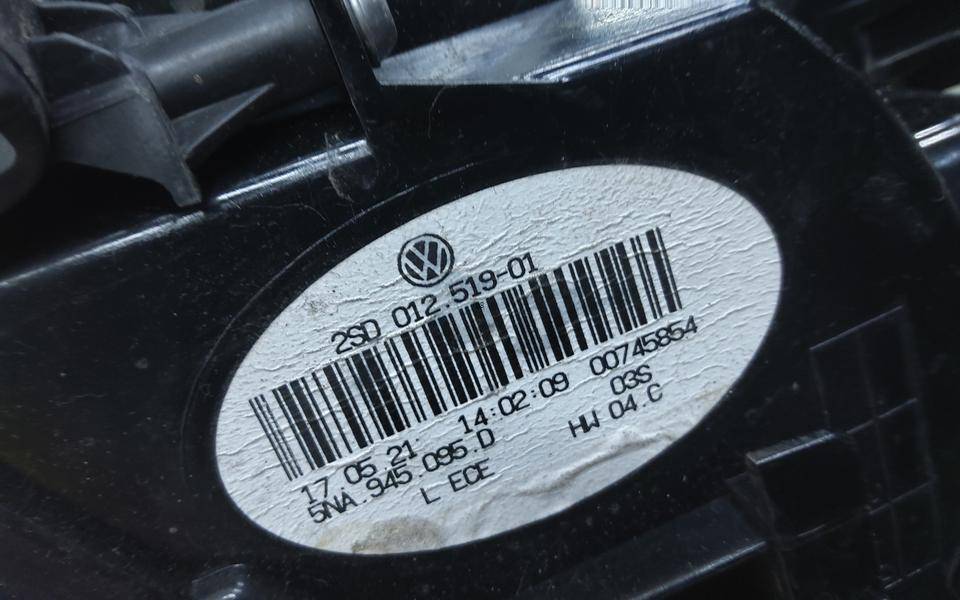 2SD 012 519-01
17 05 21 14:02:09 00745854
5NA.945.095.D 03S
L ECE HW 04.C